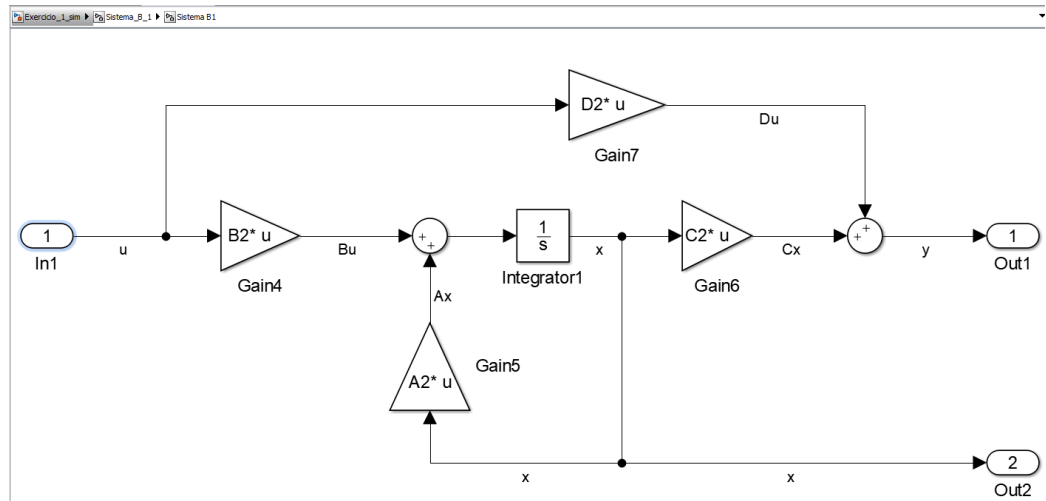 Exercicio_1_sim Sistema_B_1 Sistema B1
D2* u
Du
Gain7
1
In1
u
B2* u
Gain4
Bu
+
+
1
s
Integrator1
x
C2* u
Gain6
Cx
+
+
y
1
Out1
Ax
A2* u
Gain5
x
x
2
Out2